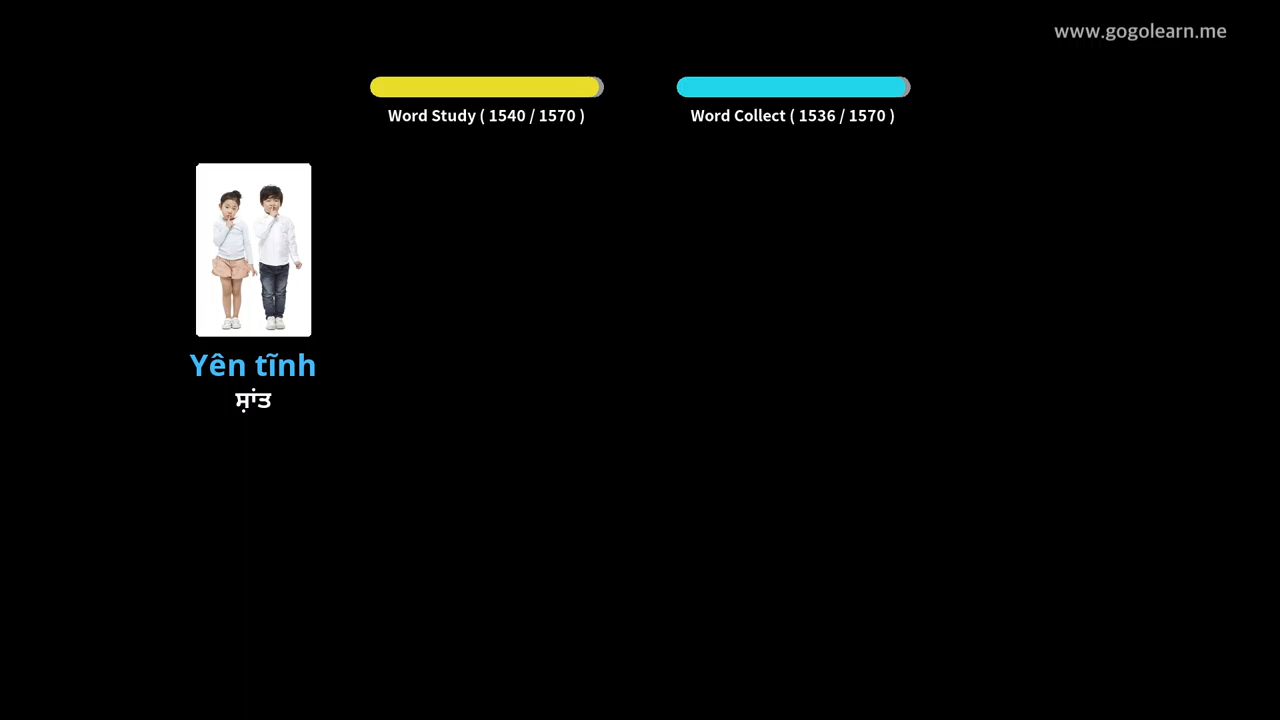 www.gogolearn.me
Word Study ( 1540 / 1570 )
Word Collect ( 1536 / 1570 )
Yên tĩnh
ਸ਼ਾਂਤ